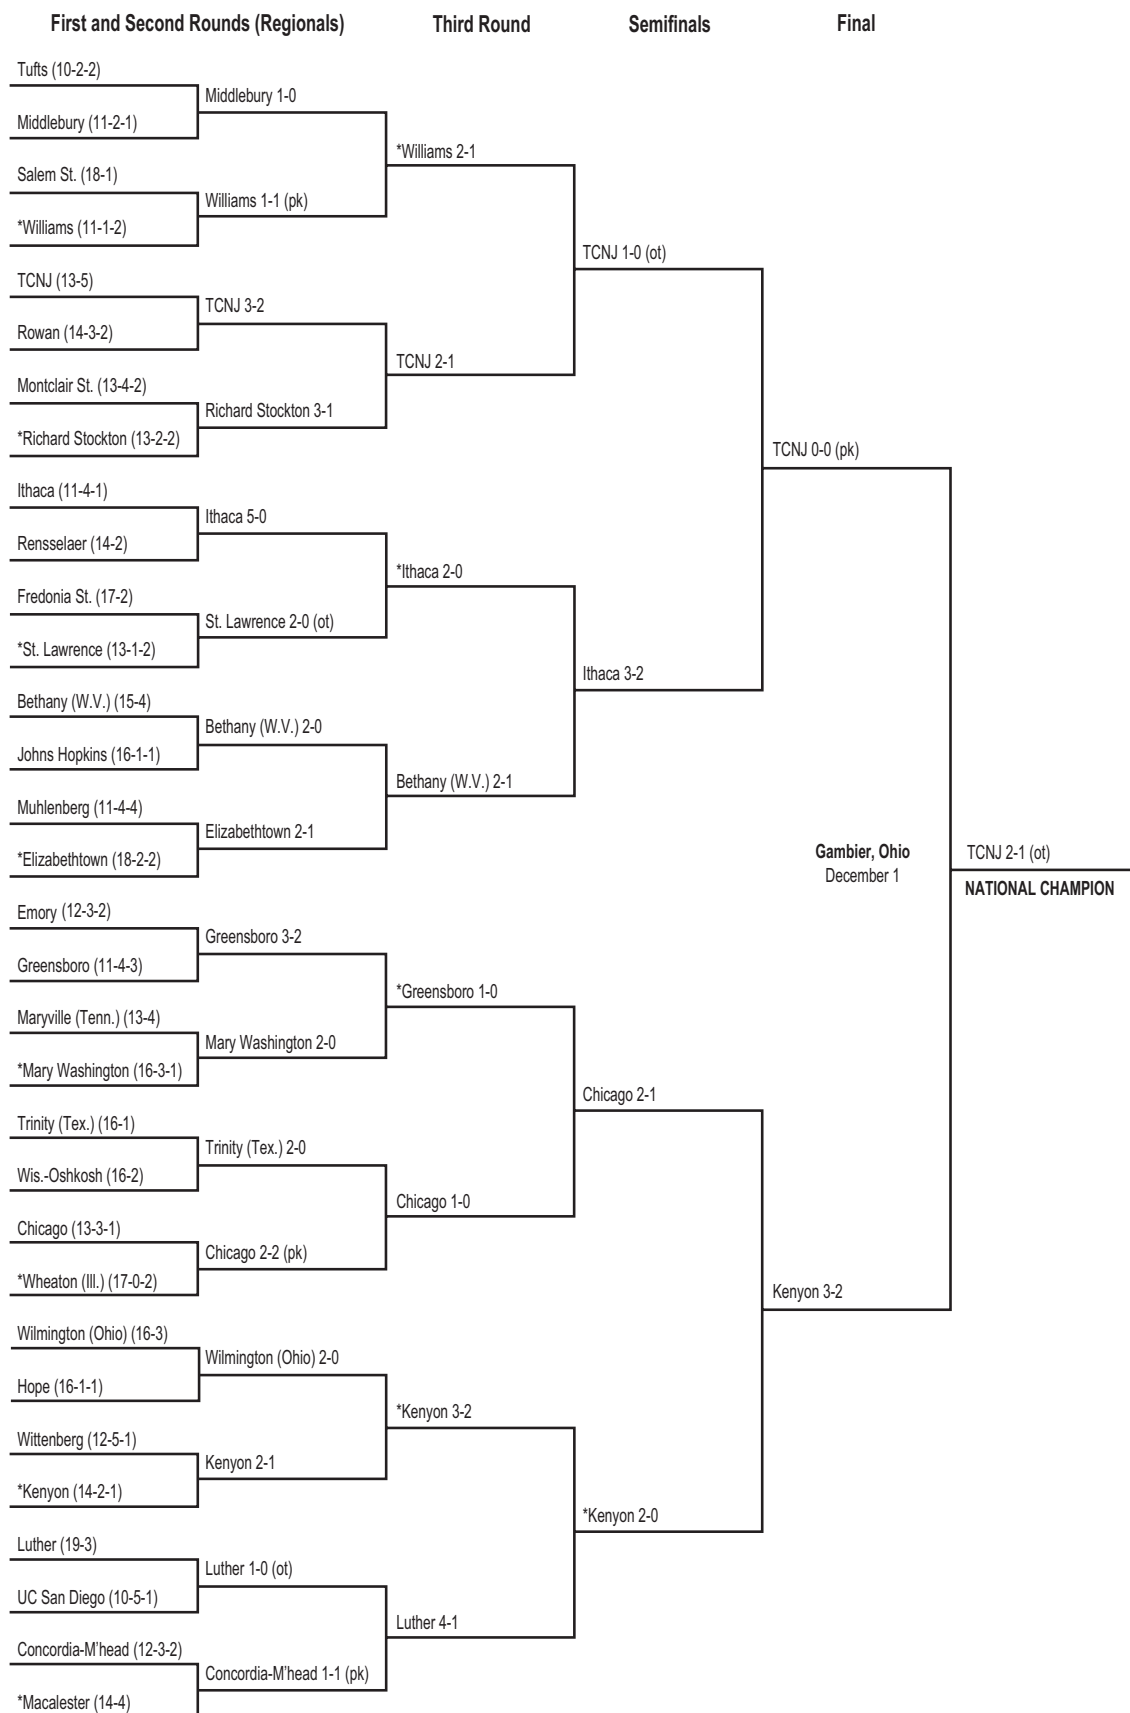 First and Second Rounds (Regionals)
Third Round
Semifinals
Final
Tufts (10-2-2)
Middlebury (11-2-1)
Salem St. (18-1)
*Williams (11-1-2)
TCNJ (13-5)
Rowan (14-3-2)
Montclair St. (13-4-2)
*Richard Stockton (13-2-2)
Ithaca (11-4-1)
Rensselaer (14-2)
Fredonia St. (17-2)
*St. Lawrence (13-1-2)
Bethany (W.V.) (15-4)
Johns Hopkins (16-1-1)
Muhlenberg (11-4-4)
*Elizabethtown (18-2-2)
Emory (12-3-2)
Greensboro (11-4-3)
Maryville (Tenn.) (13-4)
*Mary Washington (16-3-1)
Trinity (Tex.) (16-1)
Wis.-Oshkosh (16-2)
Chicago (13-3-1)
*Wheaton (Ill.) (17-0-2)
Wilmington (Ohio) (16-3)
Hope (16-1-1)
Wittenberg (12-5-1)
*Kenyon (14-2-1)
Luther (19-3)
UC San Diego (10-5-1)
Concordia-M’head (12-3-2)
*Macalester (14-4)
Middlebury 1-0
Williams 1-1 (pk)
TCNJ 3-2
Richard Stockton 3-1
Ithaca 5-0
St. Lawrence 2-0 (ot)
Bethany (W.V.) 2-0
Elizabethtown 2-1
Greensboro 3-2
Mary Washington 2-0
Trinity (Tex.) 2-0
Chicago 2-2 (pk)
Wilmington (Ohio) 2-0
Kenyon 2-1
Luther 1-0 (ot)
Concordia-M’head 1-1 (pk)
*Williams 2-1
TCNJ 2-1
*Ithaca 2-0
Bethany (W.V.) 2-1
*Greensboro 1-0
Chicago 1-0
*Kenyon 3-2
Luther 4-1
TCNJ 1-0 (ot)
Ithaca 3-2
Chicago 2-1
*Kenyon 2-0
TCNJ 0-0 (pk)
Kenyon 3-2
Gambier, Ohio
December 1
TCNJ 2-1 (ot)
NATIONAL CHAMPION